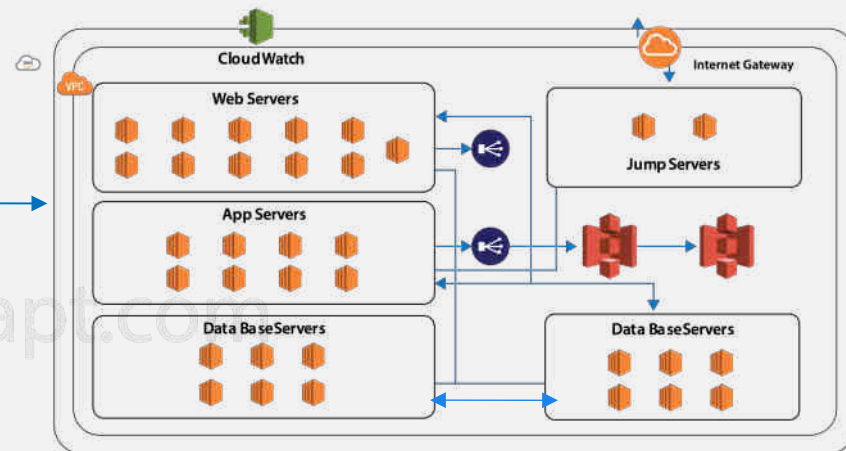 CloudWatch
Internet Gateway
VPC
Web Servers
Jump Servers
App Servers
apt.com
Data BaseServers
Data BaseServers